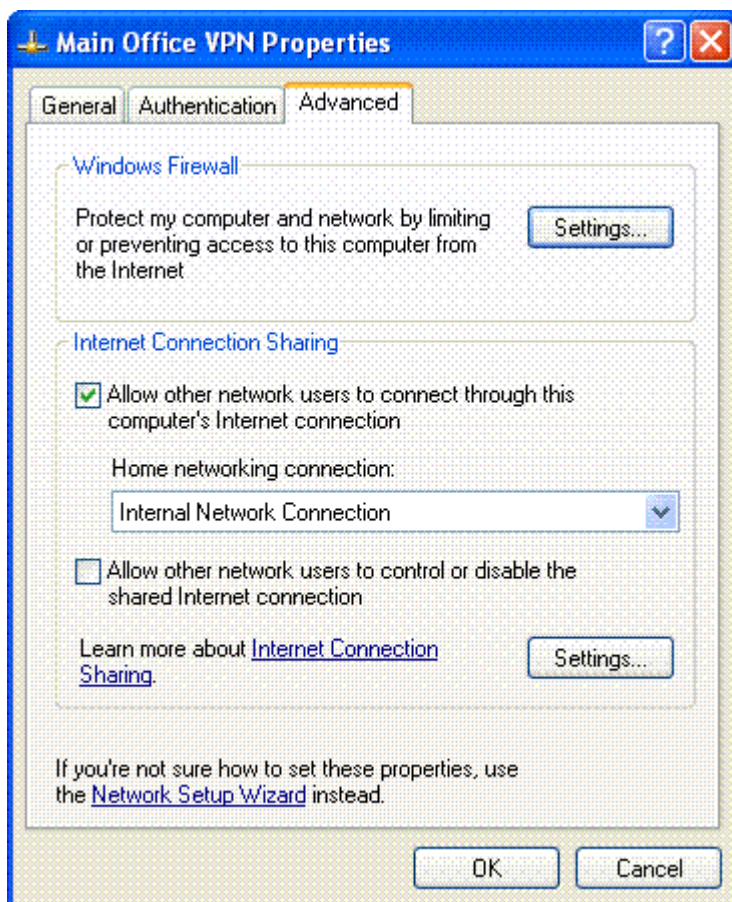 Main Office VPN Properties
General Authentication Advanced
Windows Firewall
Protect my computer and network by limiting
or preventing access to this computer from
the Internet
Settings...
Internet Connection Sharing
Allow other network users to connect through this
computer's Internet connection
Home networking connection:
Internal Network Connection
Allow other network users to control or disable the
shared Internet connection
Learn more about Internet Connection
Sharing.
Settings...
If you're not sure how to set these properties, use
the Network Setup Wizard instead.
OK Cancel